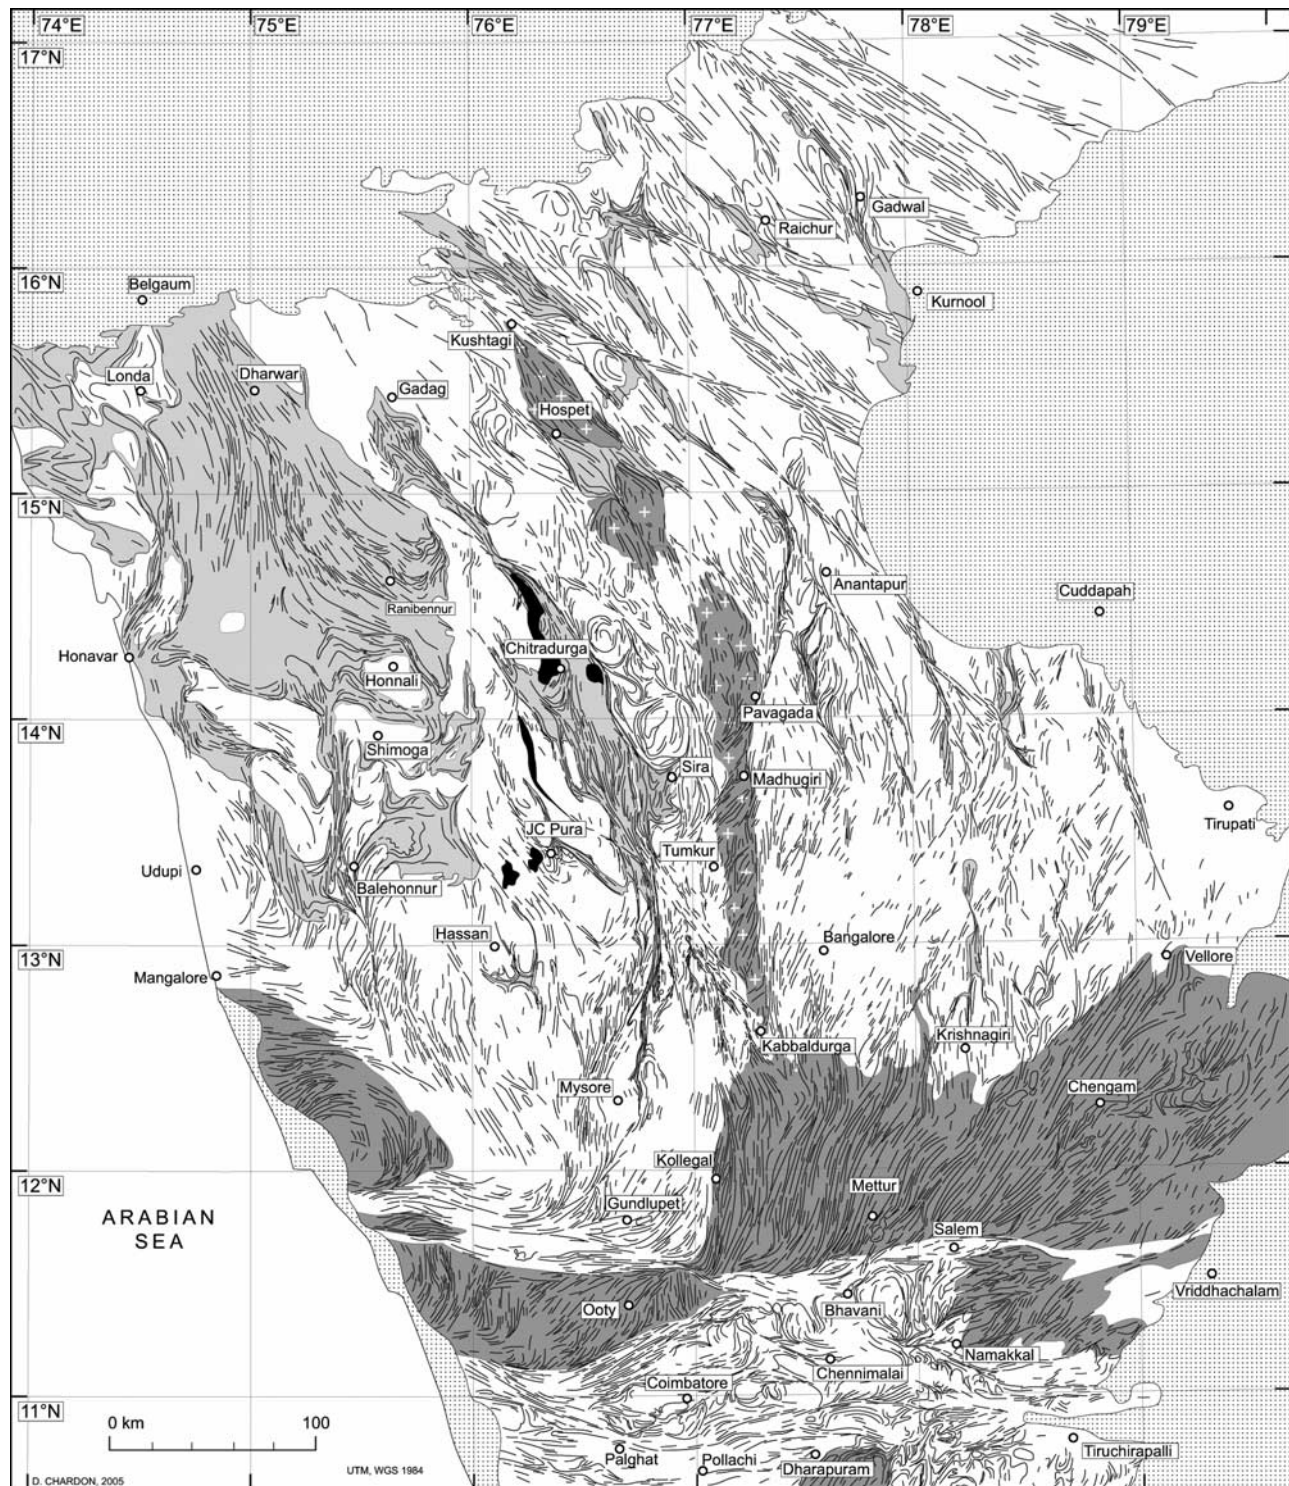 74°E
75°E
76°E
77°E
78°E
79°E
17°N
Gadwal
Raichur
16°N
Belgaum
Kurnool
Kushtagi
Londa
Dharwar
Gadag
Hospet
15°N
Anantapur
Cuddapah
Ranibennur
Chitradurga
Honavar
Honnali
Pavagada
14°N
Shimoga
Sira
Madhugiri
Tirupati
JC Pura
Tumkur
Udupi
Balehonnur
Hassan
Bangalore
13°N
Vellore
Mangalore
Krishnagiri
Kabbaldurga
Mysore
Chengam
Kollegal
12°N
Mettur
Gundlupet
ARABIAN
SEA
Salem
Vriddhachalam
Ooty
Bhavani
Namakkal
Chennimalai
Coimbatore
11°N
0 km
100
Tiruchirapalli
Palghat
Pollachi
Dharapuram
UTM, WGS 1984
D. CHARDON, 2005